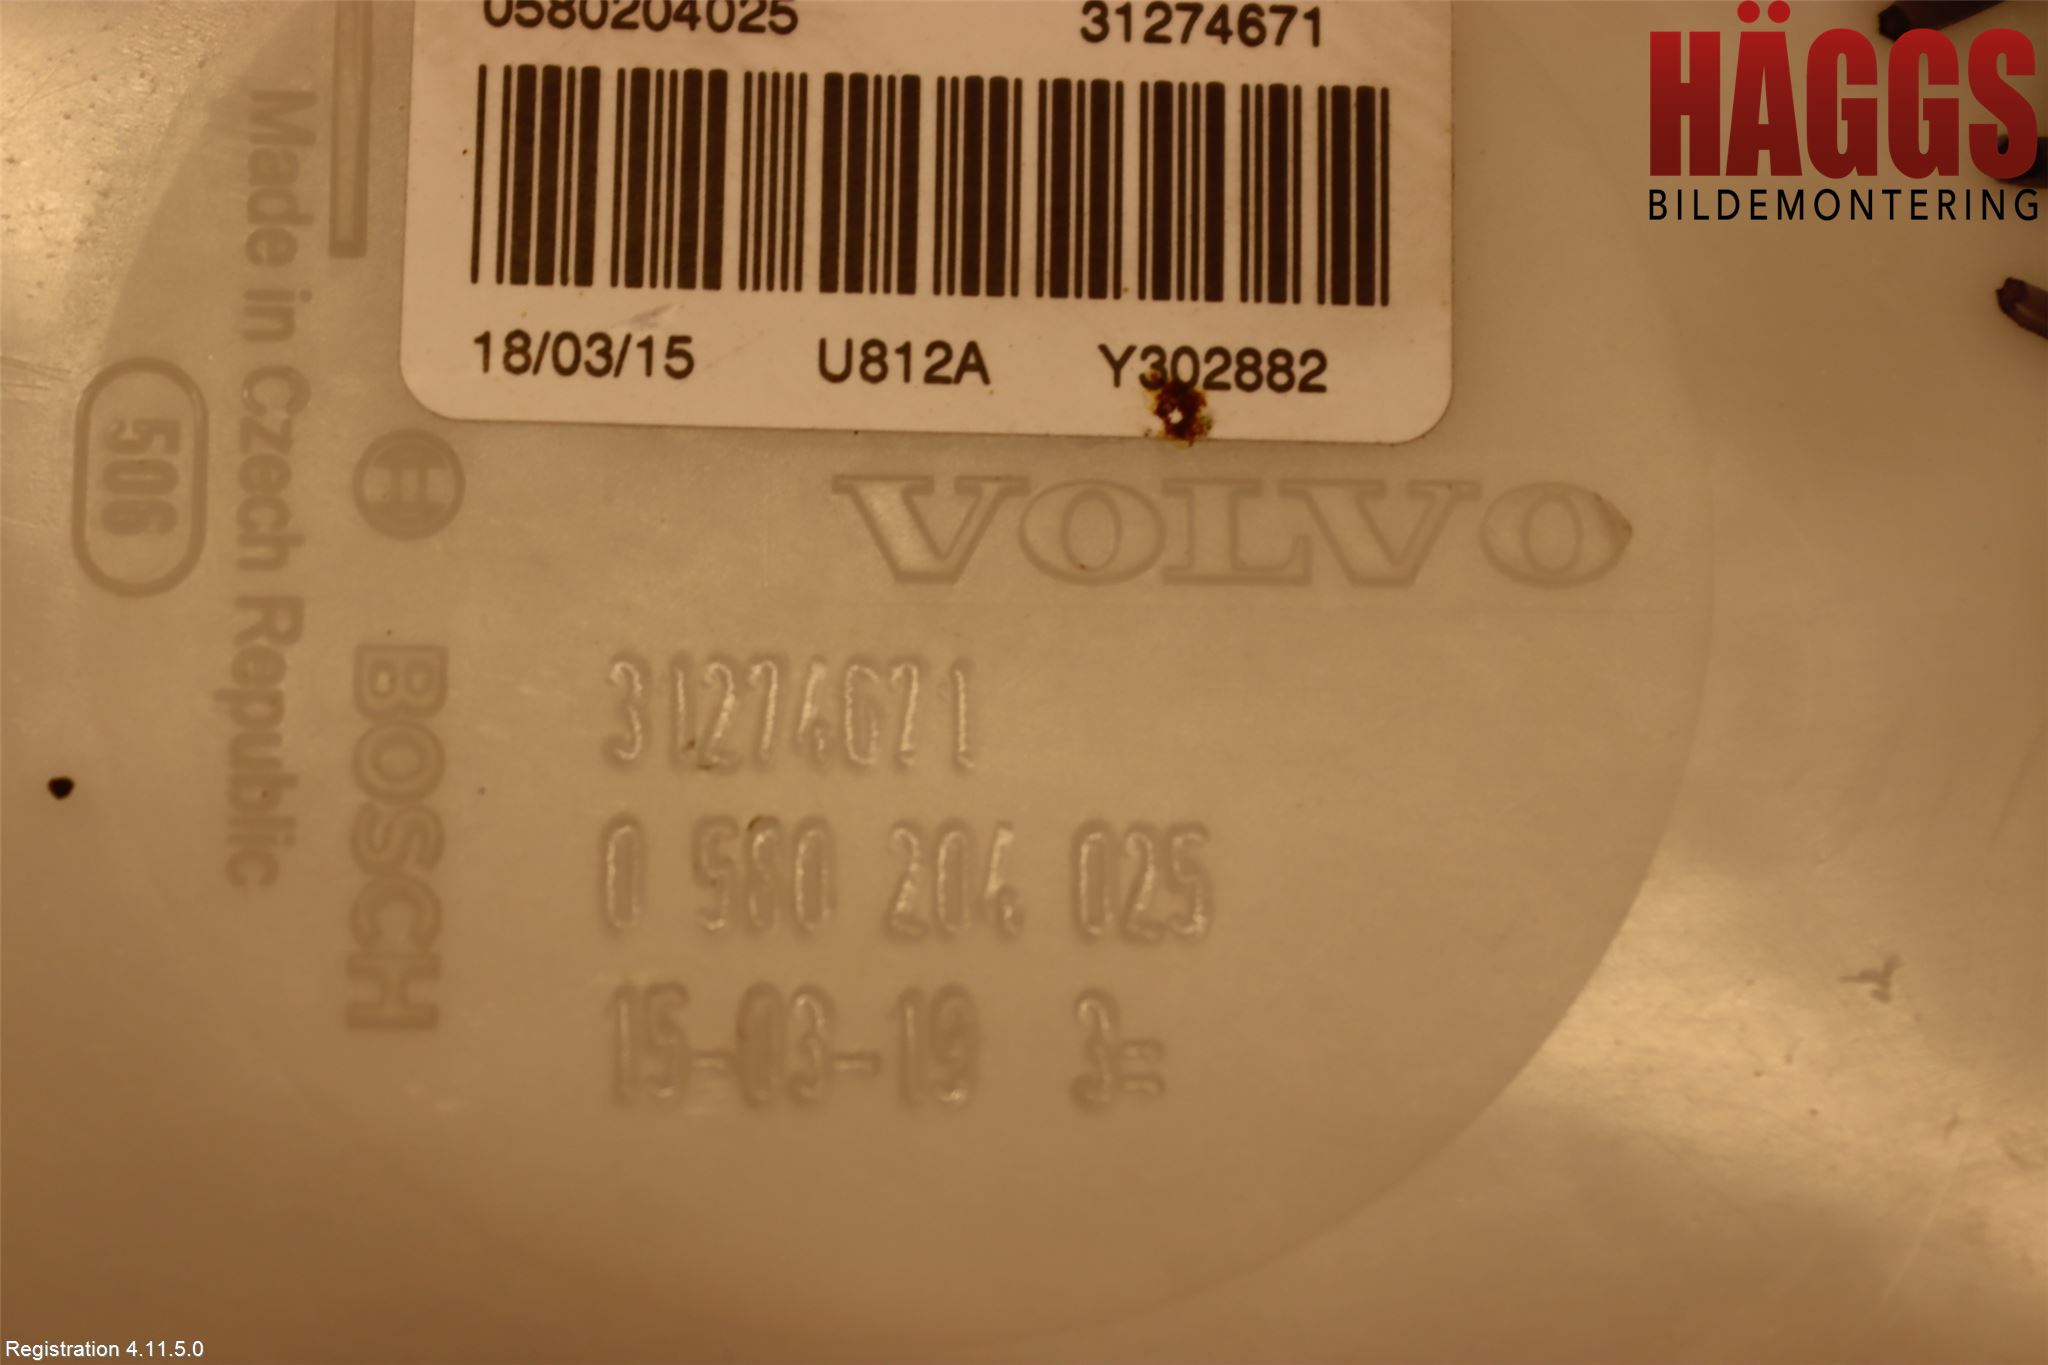 0580204025 31274671
18/03/15 U812A Y302882
HÄGGS
BILDEMONTERING
Made in Czech Republic
506
BOSCH
VOLVO
31274671
0 580 204 025
15-03-19 3=
Registration 4.11.5.0